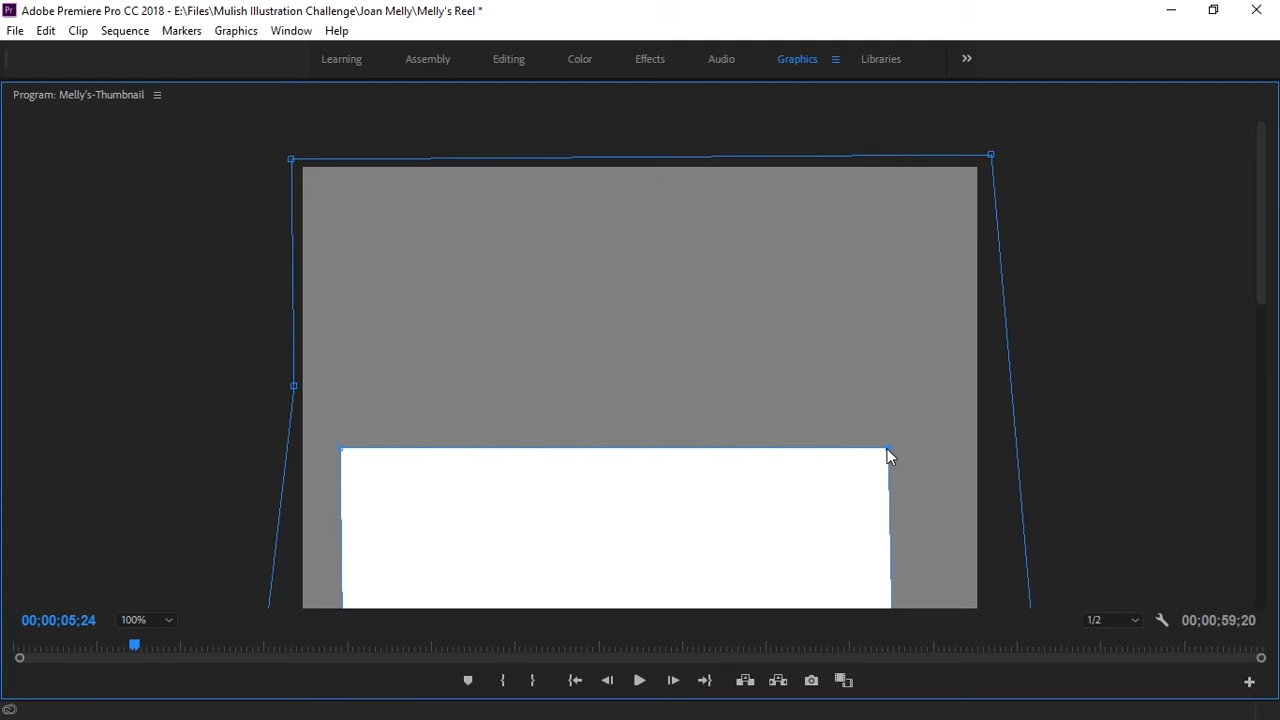 Pr Adobe Premiere Pro CC 2018 - E:\Files\Mulish Illustration Challenge\Joan Melly\Melly's Reel *
File Edit Clip Sequence Markers Graphics Window Help
Learning Assembly Editing Color Effects Audio Graphics Libraries
Program: Melly's-Thumbnail
00;00;05;24 100% 1/2 00;00;59;20